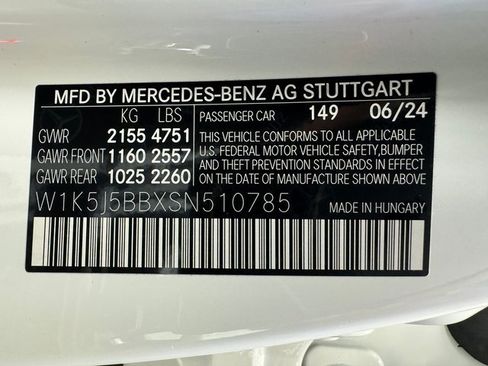 MFD BY MERCEDES-BENZ AG STUTTGART
KG LBS PASSENGER CAR 149 06/24
GVWR 2155 4751
GAWR FRONT 1160 2557
GAWR REAR 1025 2260
THIS VEHICLE CONFORMS TO ALL APPLICABLE
U.S. FEDERAL MOTOR VEHICLE SAFETY,BUMPER
AND THEFT PREVENTION STANDARDS IN EFFECT
ON THE DATE OF MANUFACTURE SHOWN ABOVE.
W1K5J5BBXSN510785
MADE IN HUNGARY